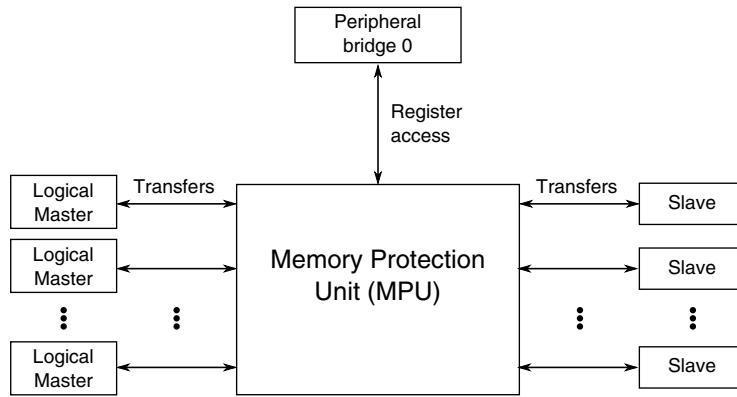 Peripheral
bridge 0
Register
access
Logical
Master
Transfers
Memory Protection
Unit (MPU)
Transfers
Slave
Logical
Master
Slave
Logical
Master
Slave